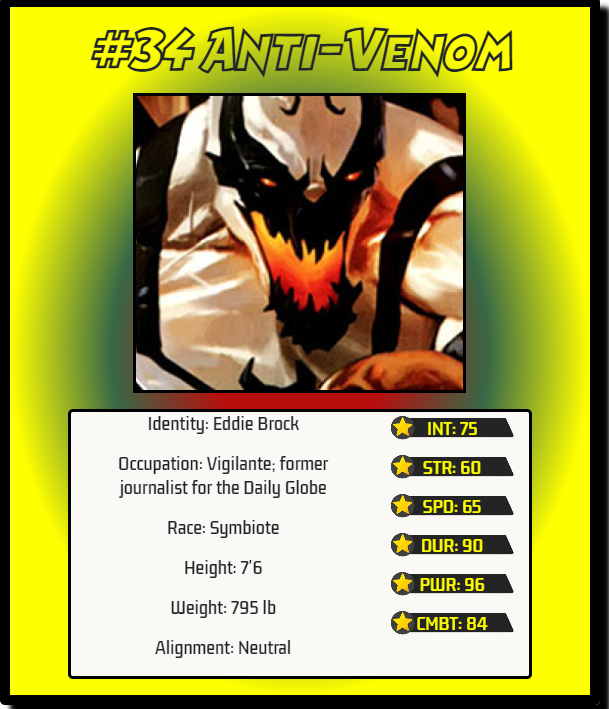 #34 Anti-Venom
Identity: Eddie Brock
Occupation: Vigilante; former
journalist for the Daily Globe
Race: Symbiote
Height: 7'6
Weight: 795 lb
Alignment: Neutral
INT: 75
STR: 60
SPD: 65
DUR: 90
PWR: 96
CMBT: 84